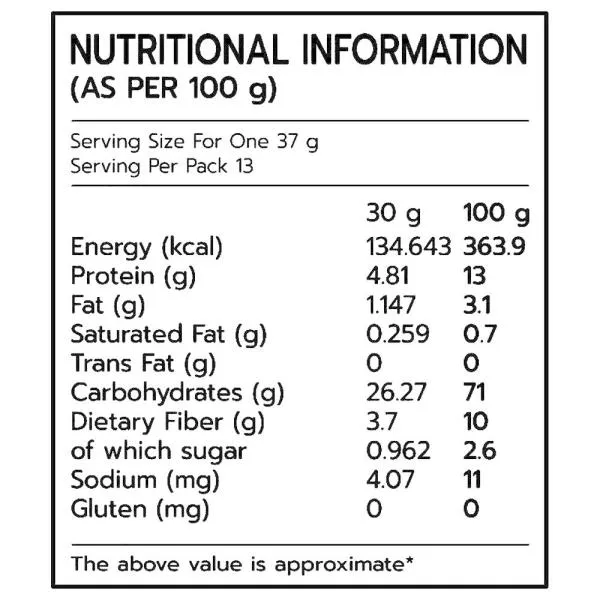 NUTRITIONAL INFORMATION
(AS PER 100 g)
Serving Size For One 37 g
Serving Per Pack 13
30 g 100 g
Energy (kcal) 134.643 363.9
Protein (g) 4.81 13
Fat (g) 1.147 3.1
Saturated Fat (g) 0.259 0.7
Trans Fat (g) 0 0
Carbohydrates (g) 26.27 71
Dietary Fiber (g) 3.7 10
of which sugar 0.962 2.6
Sodium (mg) 4.07 11
Gluten (mg) 0 0
The above value is approximate*